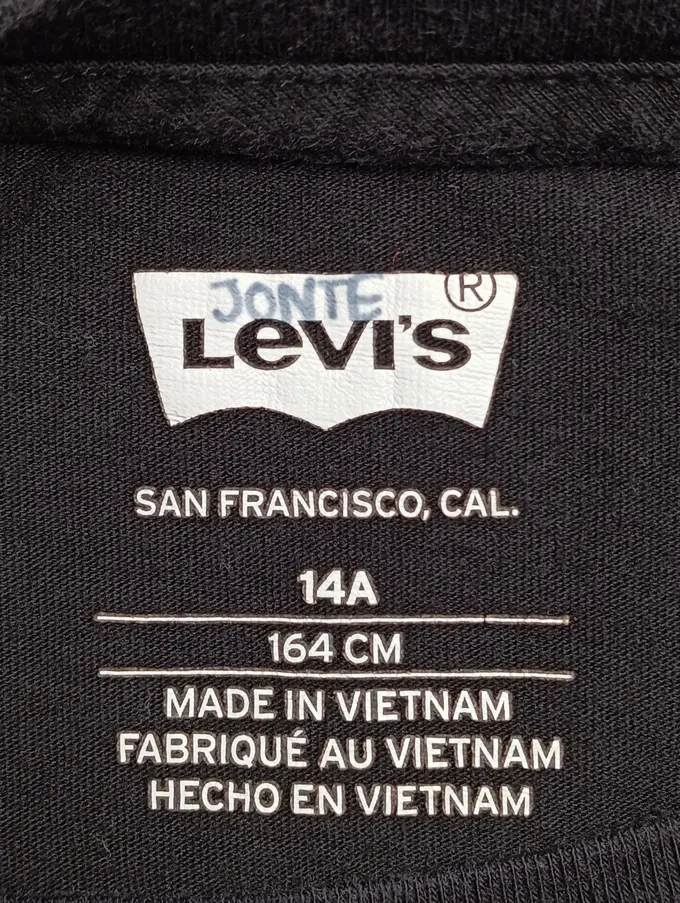 JONTE
LEVI'S ®
SAN FRANCISCO, CAL.
14A
164 CM
MADE IN VIETNAM
FABRIQUÉ AU VIETNAM
HECHO EN VIETNAM